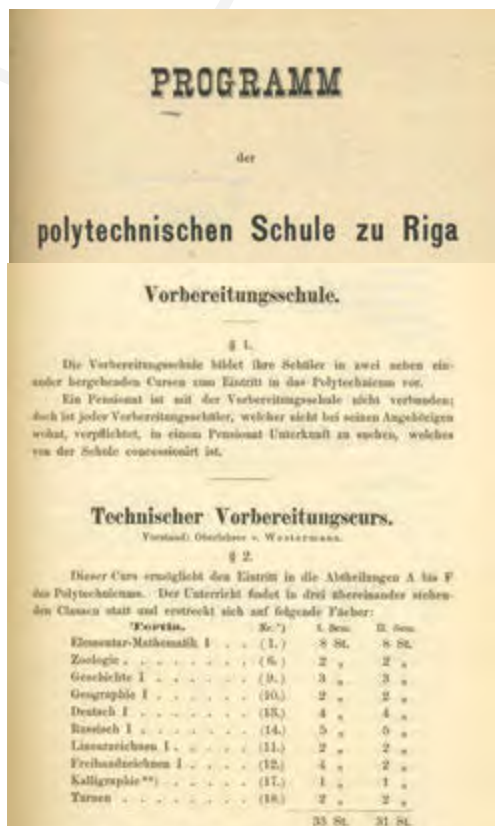 PROGRAMM
der
polytechnischen Schule zu Riga
Vorbereitungsschule.
§ 1.
Die Vorbereitungsschule bildet ihre Schüler in zwei neben ein-
ander hergehenden Cursen zum Eintritt in das Polytechnicum vor.
Ein Pensionat ist mit der Vorbereitungsschule nicht verbunden;
doch ist jeder Vorbereitungsschüler, welcher nicht bei seinen Angehörigen
wohnt, verpflichtet, in einem Pensionat Unterkunft zu suchen, welches
von der Schule concessionirt ist.
Technischer Vorbereitungscurs.
Vorstand: Oberlehrer v. Westermann.
§ 2.
Dieser Curs ermöglicht den Eintritt in die Abtheilungen A bis F
des Polytechnicums. Der Unterricht findet in drei übereinander stehen-
den Classen statt und erstreckt sich auf folgende Fächer:
Tertia. Nr.*) I. Sem. II. Sem.
Elementar-Mathematik I . . (1.) 8 St. 8 St.
Zoologie . . . . . . . . (6.) 2 „ 2 „
Geschichte I . . . . . . (9.) 3 „ 3 „
Geographie I . . . . . . (10.) 2 „ 2 „
Deutsch I . . . . . . . (13.) 4 „ 4 „
Russisch I . . . . . . . (14.) 5 „ 5 „
Linearzeichnen I . . . . . (11.) 2 „ 2 „
Freihandzeichnen I . . . . (12.) 4 „ 2 „
Kalligraphie**) . . . . . (17.) 1 „ 1 „
Turnen . . . . . . . . (18.) 2 „ 2 „
33 St. 31 St.